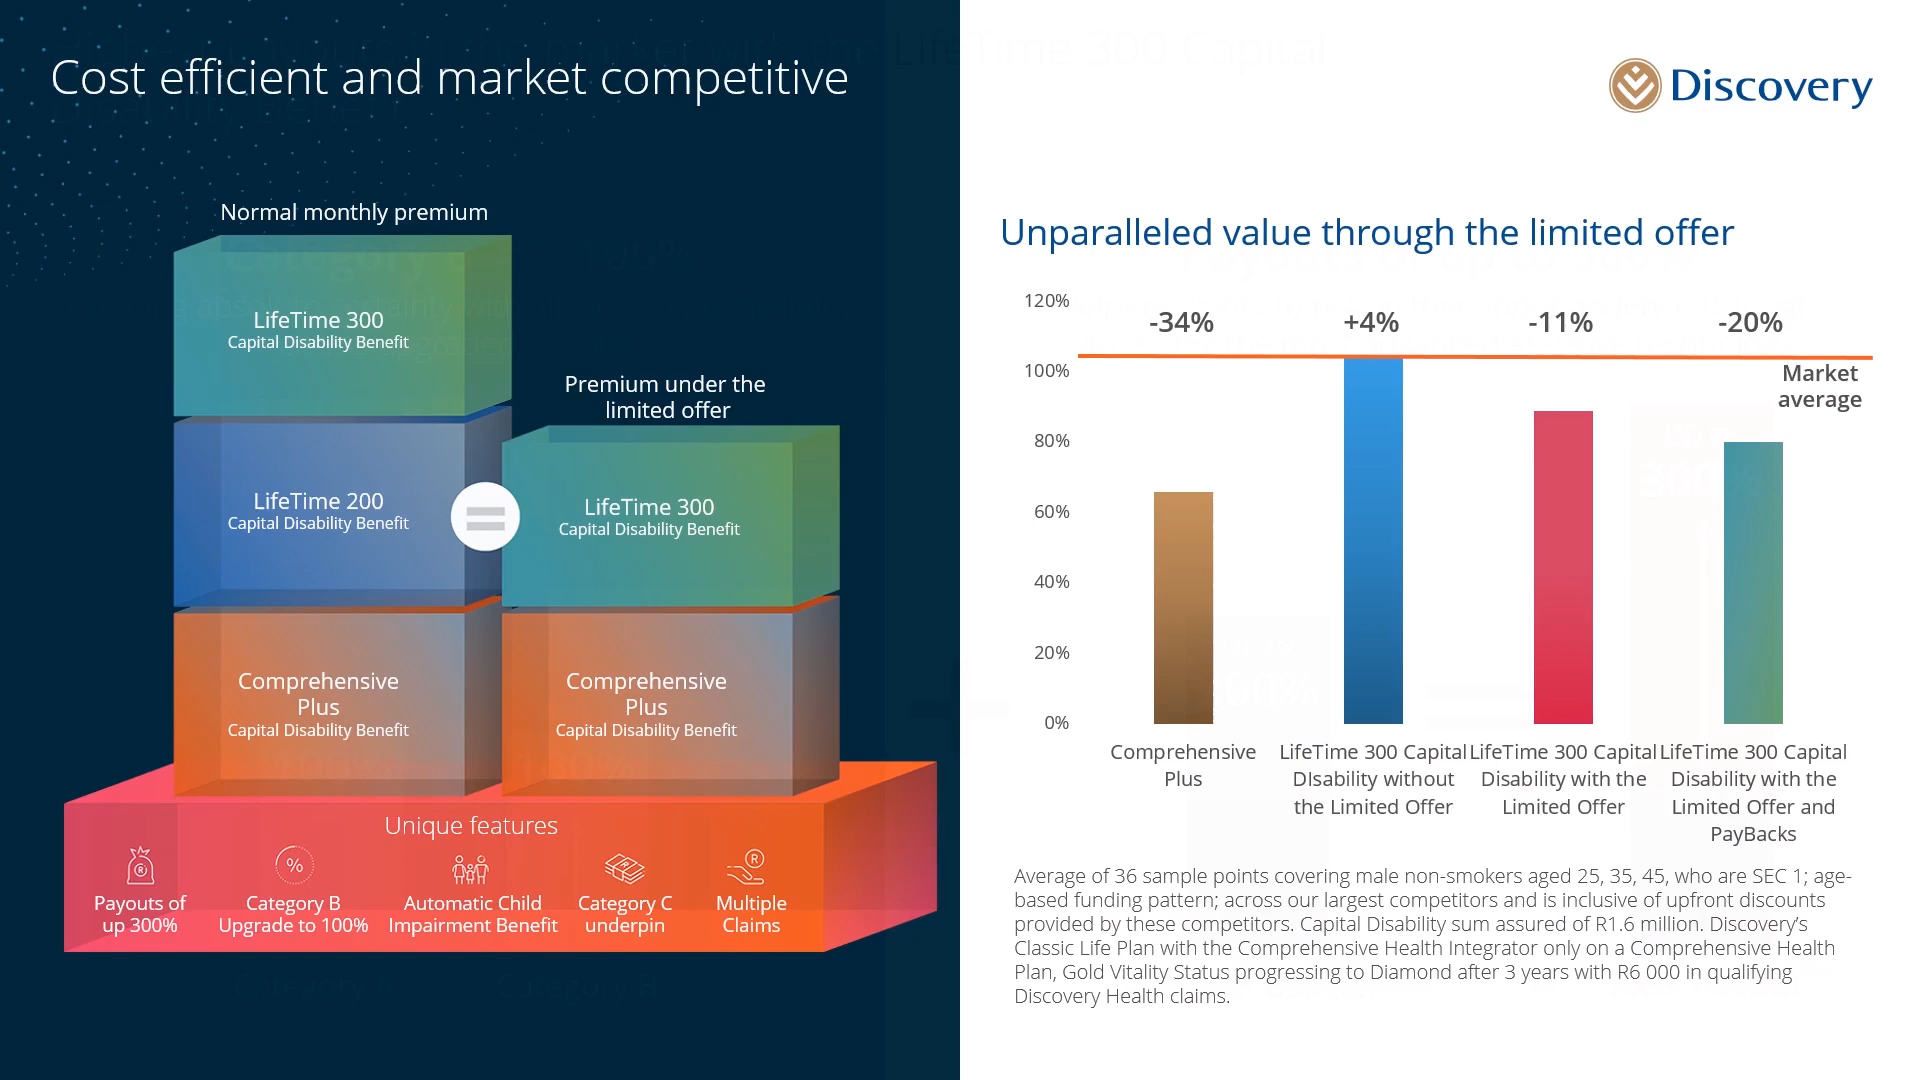 Cost efficient and market competitive
Discovery
Normal monthly premium
LifeTime 300
Capital Disability Benefit
LifeTime 200
Capital Disability Benefit
Comprehensive
Plus
Capital Disability Benefit
Premium under the
limited offer
LifeTime 300
Capital Disability Benefit
Comprehensive
Plus
Capital Disability Benefit
Unique features
Payouts of
up 300%
%
Category B
Upgrade to 100%
Automatic Child
Impairment Benefit
Category C
underpin
Multiple
Claims
Unparalleled value through the limited offer
120%
100%
80%
60%
40%
20%
0%
-34%
+4%
-11%
-20%
Market
average
Comprehensive
Plus
LifeTime 300 Capital
DIsability without
the Limited Offer
LifeTime 300 Capital
Disability with the
Limited Offer
LifeTime 300 Capital
Disability with the
Limited Offer and
PayBacks
Average of 36 sample points covering male non-smokers aged 25, 35, 45, who are SEC 1; age-
based funding pattern; across our largest competitors and is inclusive of upfront discounts
provided by these competitors. Capital Disability sum assured of R1.6 million. Discovery’s
Classic Life Plan with the Comprehensive Health Integrator only on a Comprehensive Health
Plan, Gold Vitality Status progressing to Diamond after 3 years with R6 000 in qualifying
Discovery Health claims.